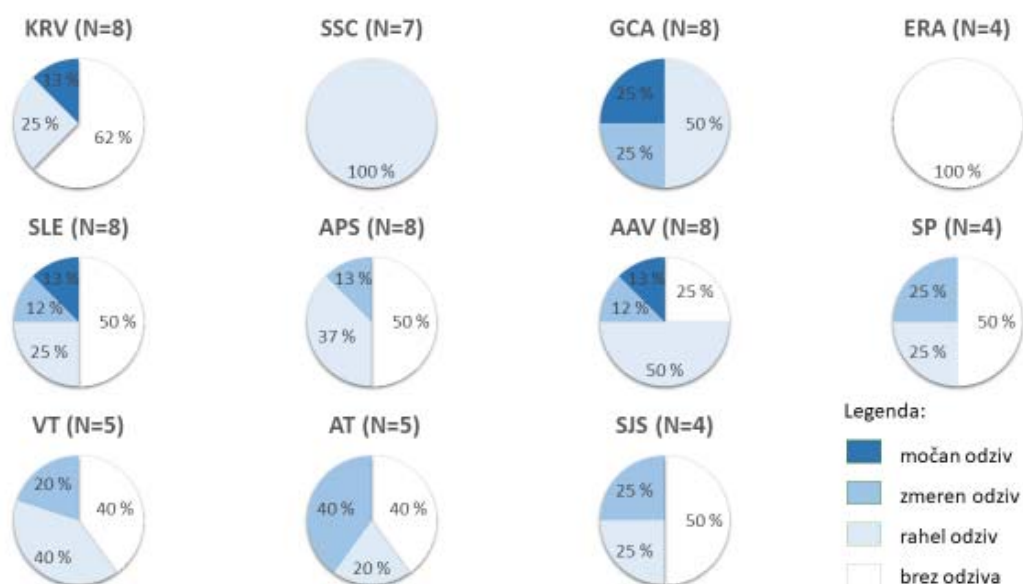 KRV (N=8)
13 %
25 %
62 %
SSC (N=7)
100 %
GCA (N=8)
25 %
50 %
25 %
ERA (N=4)
100 %
SLE (N=8)
13 %
12 %
50 %
25 %
APS (N=8)
13 %
37 %
50 %
AAV (N=8)
13 %
25 %
12 %
50 %
SP (N=4)
25 %
50 %
25 %
VT (N=5)
20 %
40 %
40 %
AT (N=5)
40 %
40 %
20 %
SJS (N=4)
25 %
50 %
25 %
Legenda:
močan odziv
zmeren odziv
rahel odziv
brez odziva